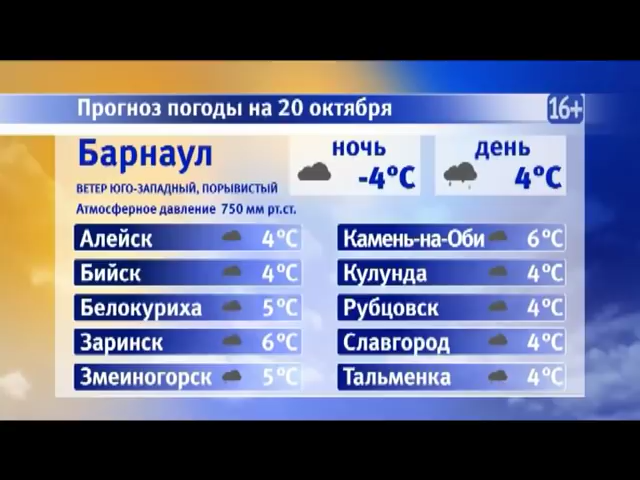 Прогноз погоды на 20 октября 16+
Барнаул
ВЕТЕР ЮГО-ЗАПАДНЫЙ, ПОРЫВИСТЫЙ
Атмосферное давление 750 мм рт.ст.
ночь
-4°C
день
4°C
Алейск 4°C
Бийск 4°C
Белокуриха 5°C
Заринск 6°C
Змеиногорск 5°C
Камень-на-Оби 6°C
Кулунда 4°C
Рубцовск 4°C
Славгород 4°C
Тальменка 4°C